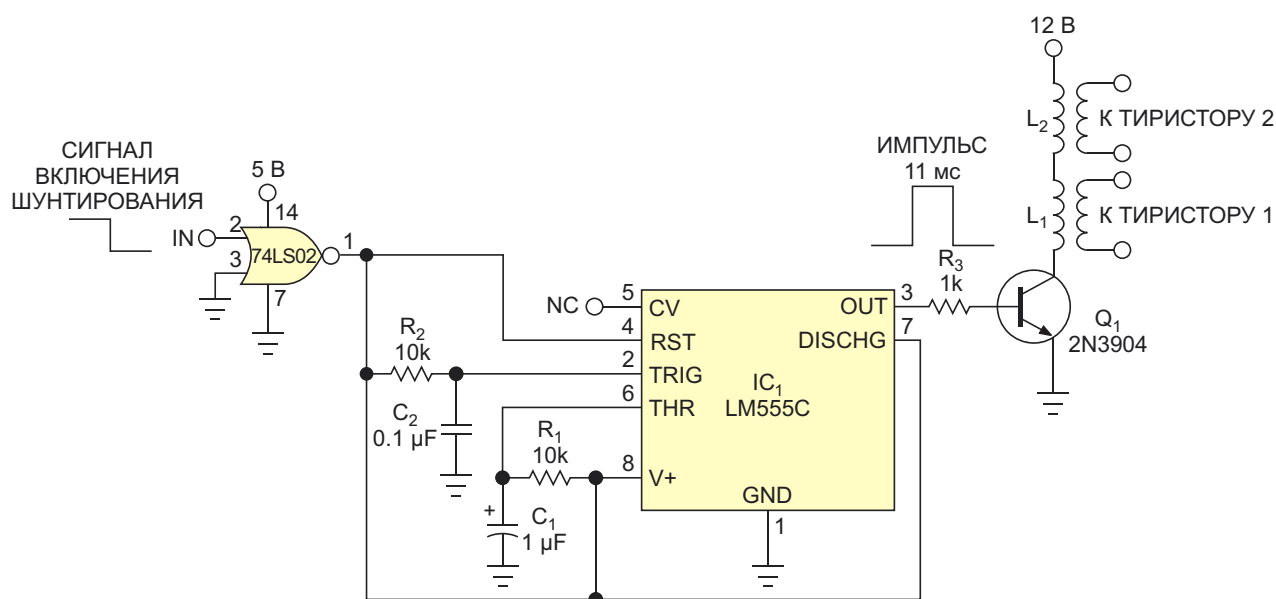 12 В
L2
К ТИРИСТОРУ 2
L1
К ТИРИСТОРУ 1
СИГНАЛ
ВКЛЮЧЕНИЯ
ШУНТИРОВАНИЯ
5 В
14
IN
2
3
74LS02
1
7
ИМПУЛЬС
11 мс
R3
1k
Q1
2N3904
NC
5
CV
OUT
3
4
RST
DISCHG
7
R2
10k
2
TRIG
6
THR
IC1
LM555C
C2
0.1 µF
R1
10k
8
V+
GND
1
+
C1
1 µF